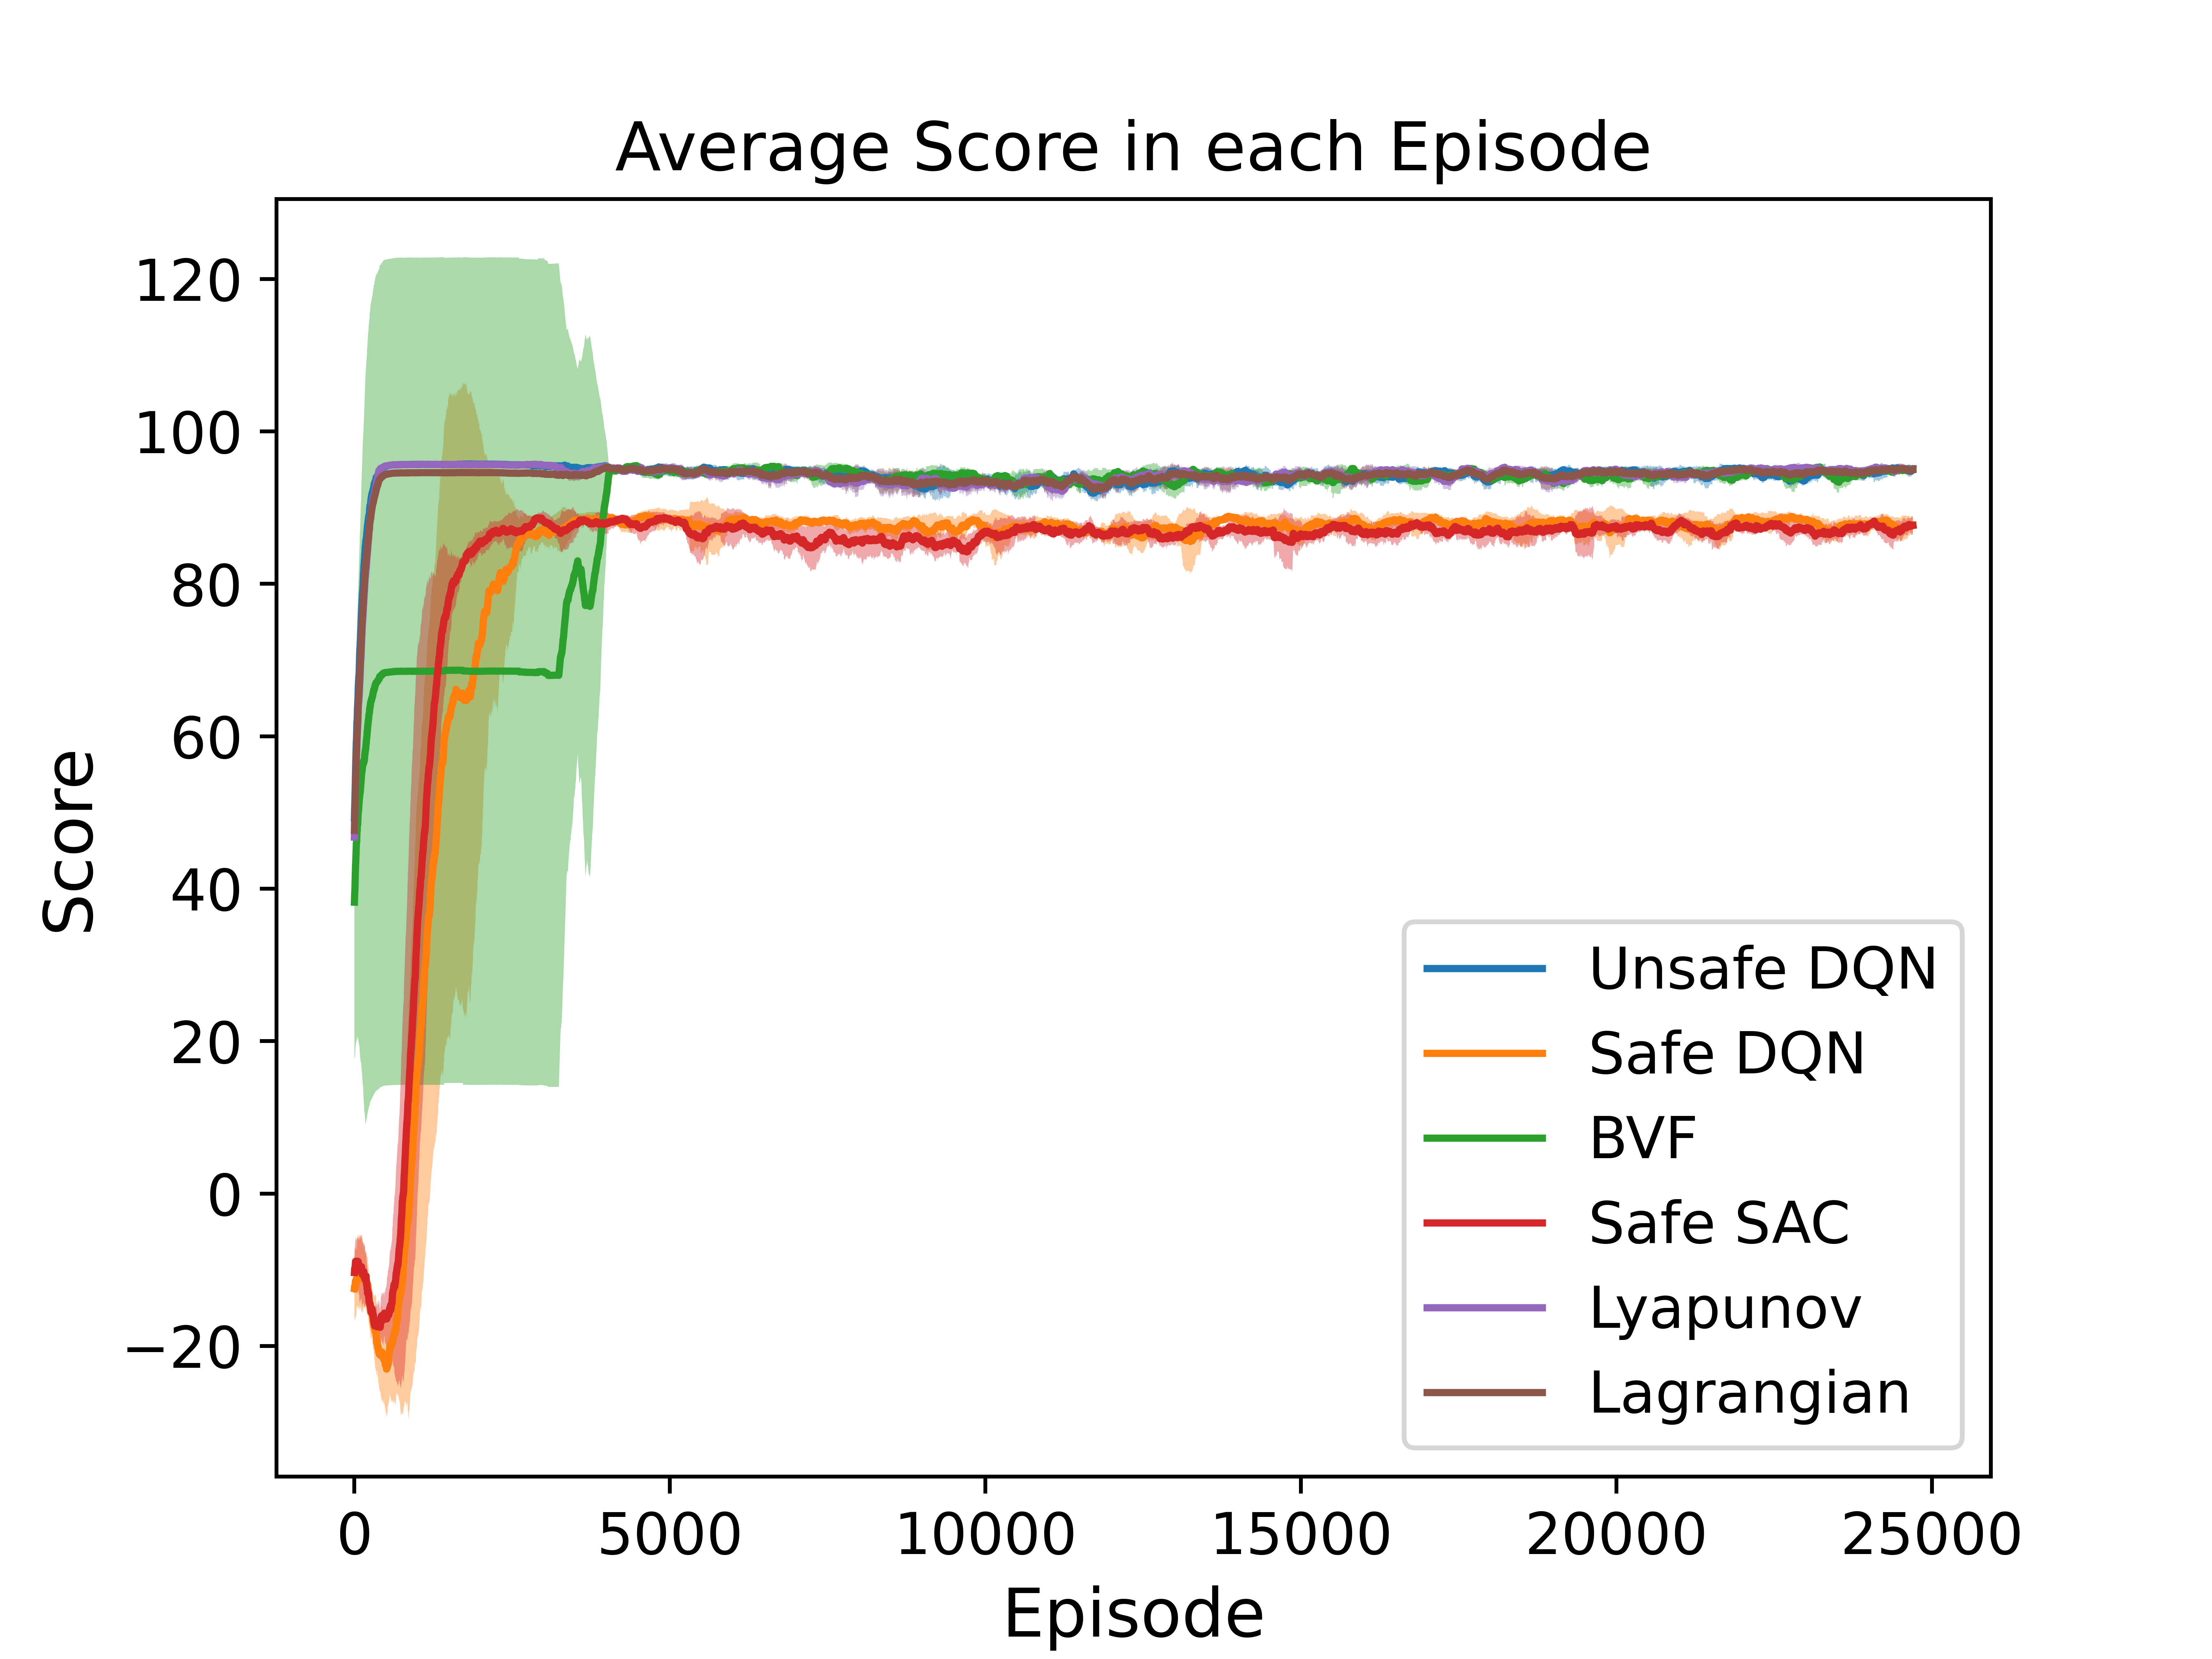 Average Score in each Episode
120
100
80
60
40
20
0
−20
Score
Unsafe DQN
Safe DQN
BVF
Safe SAC
Lyapunov
Lagrangian
0 5000 10000 15000 20000 25000
Episode